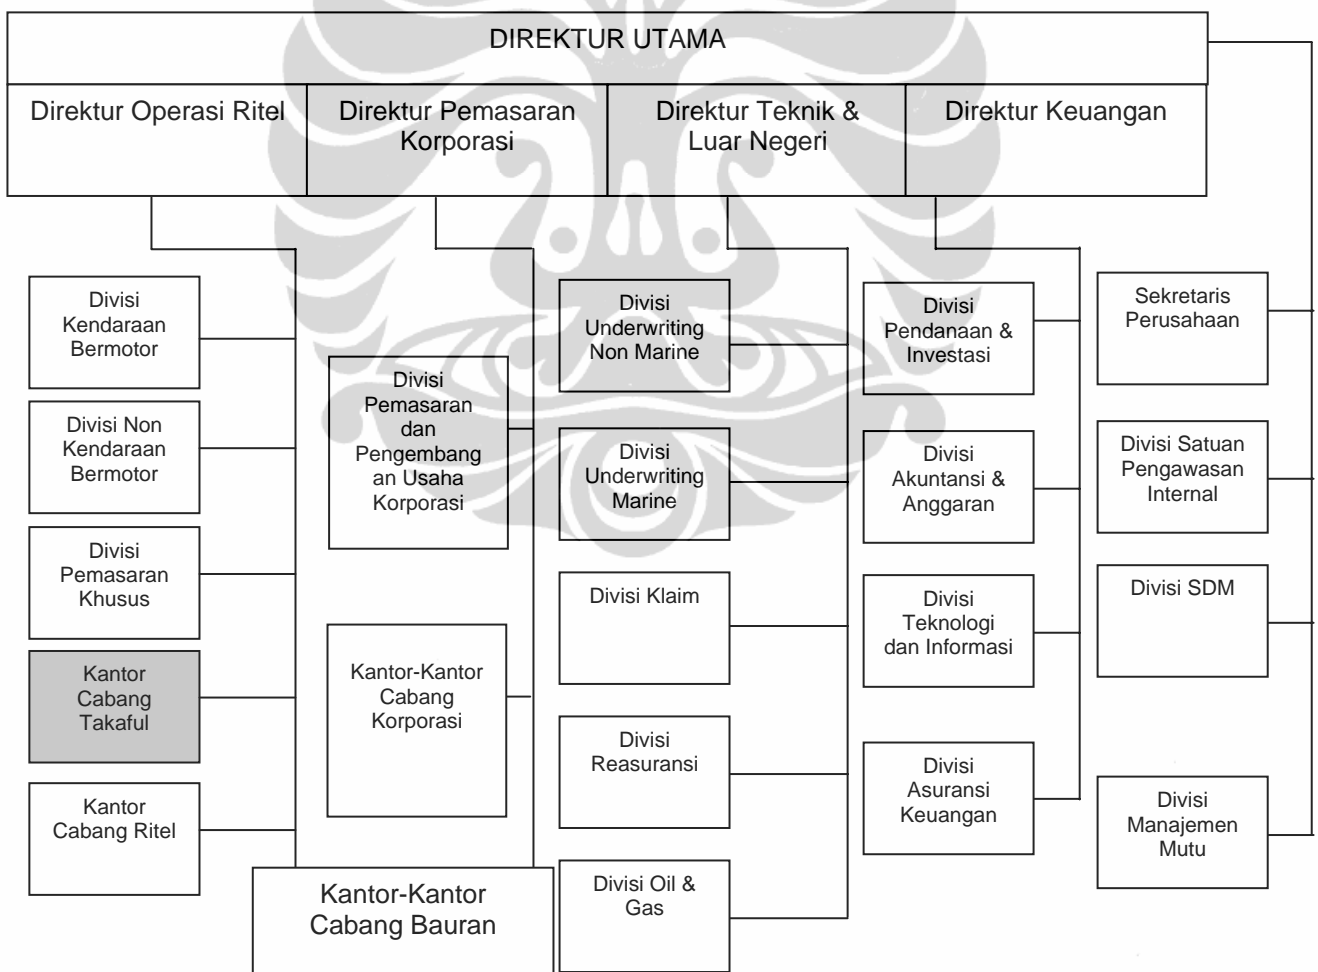 DIREKTUR UTAMA
Direktur Operasi Ritel
Direktur Pemasaran
Korporasi
Direktur Teknik &
Luar Negeri
Direktur Keuangan
Divisi
Kendaraan
Bermotor
Divisi Non
Kendaraan
Bermotor
Divisi
Pemasaran
Khusus
Kantor
Cabang
Takaful
Kantor
Cabang Ritel
Divisi
Pemasaran
dan
Pengembang
an Usaha
Korporasi
Kantor-Kantor
Cabang
Korporasi
Kantor-Kantor
Cabang Bauran
Divisi
Underwriting
Non Marine
Divisi
Underwriting
Marine
Divisi Klaim
Divisi
Reasuransi
Divisi Oil &
Gas
Divisi
Pendanaan &
Investasi
Divisi
Akuntansi &
Anggaran
Divisi
Teknologi
dan Informasi
Divisi
Asuransi
Keuangan
Sekretaris
Perusahaan
Divisi Satuan
Pengawasan
Internal
Divisi SDM
Divisi
Manajemen
Mutu